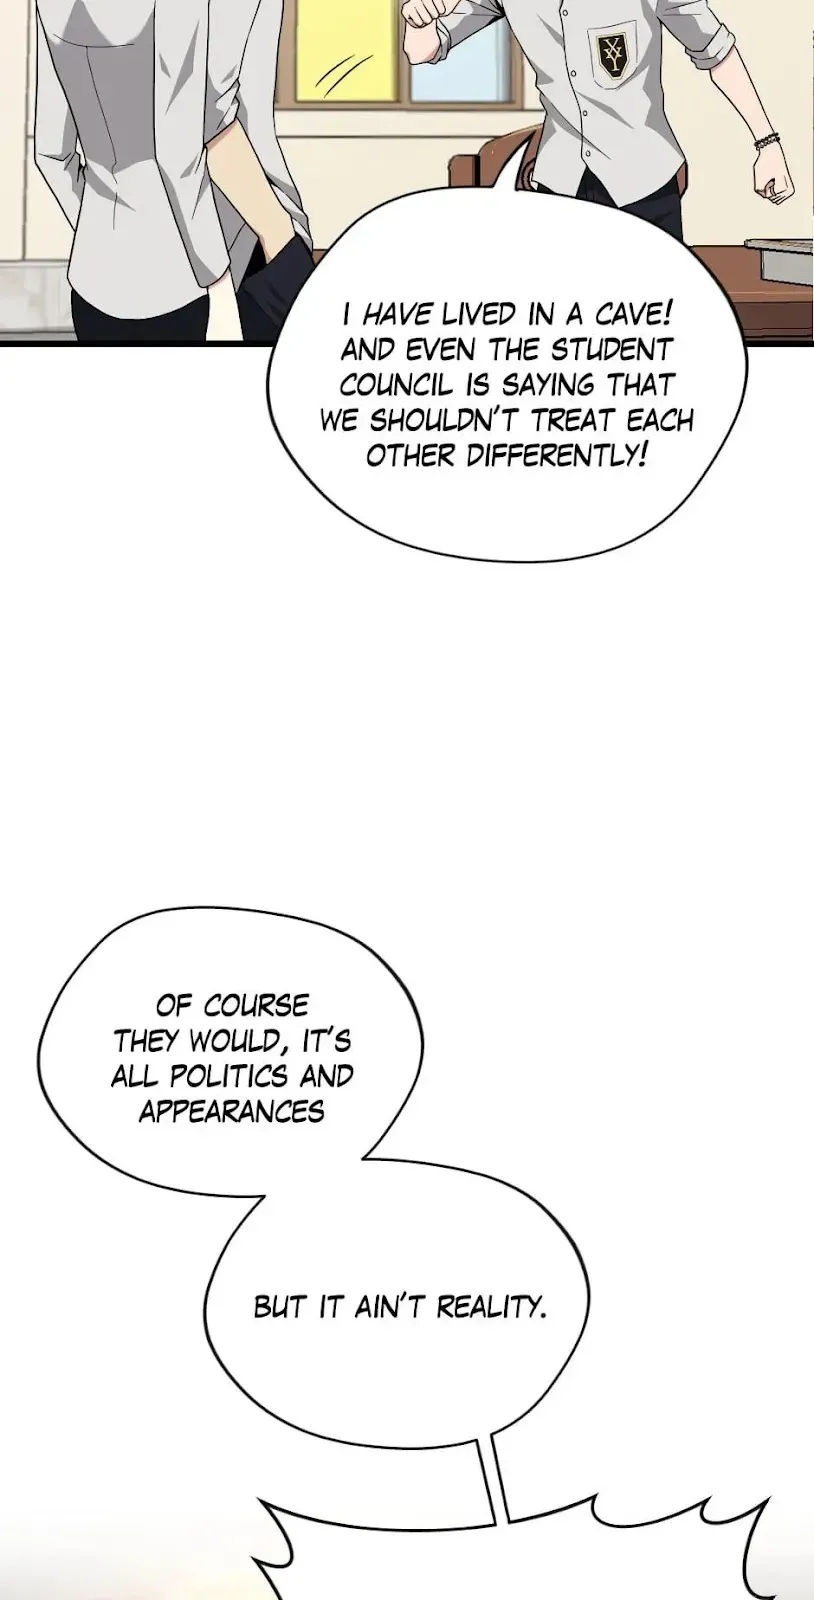 I HAVE LIVED IN A CAVE!
AND EVEN THE STUDENT
COUNCIL IS SAYING THAT
WE SHOULDN'T TREAT EACH
OTHER DIFFERENTLY!
OF COURSE
THEY WOULD, IT'S
ALL POLITICS AND
APPEARANCES
BUT IT AIN'T REALITY.